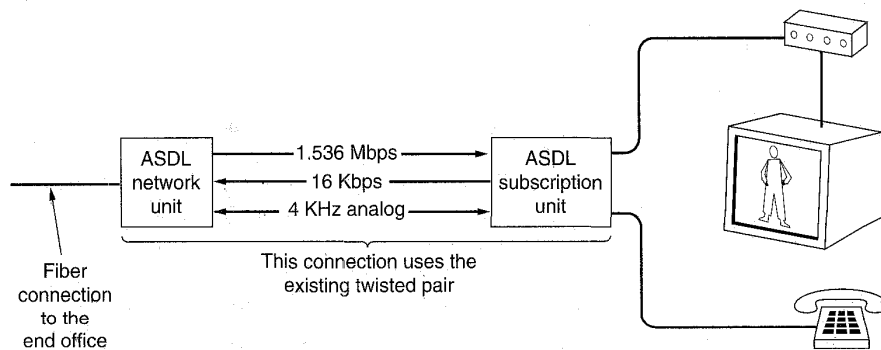 ASDL
network
unit
1.536 Mbps
16 Kbps
4 KHz analog
ASDL
subscription
unit
This connection uses the
existing twisted pair
Fiber
connection
to the
end office